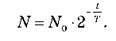 N = N₀ · 2^{-t/T}.